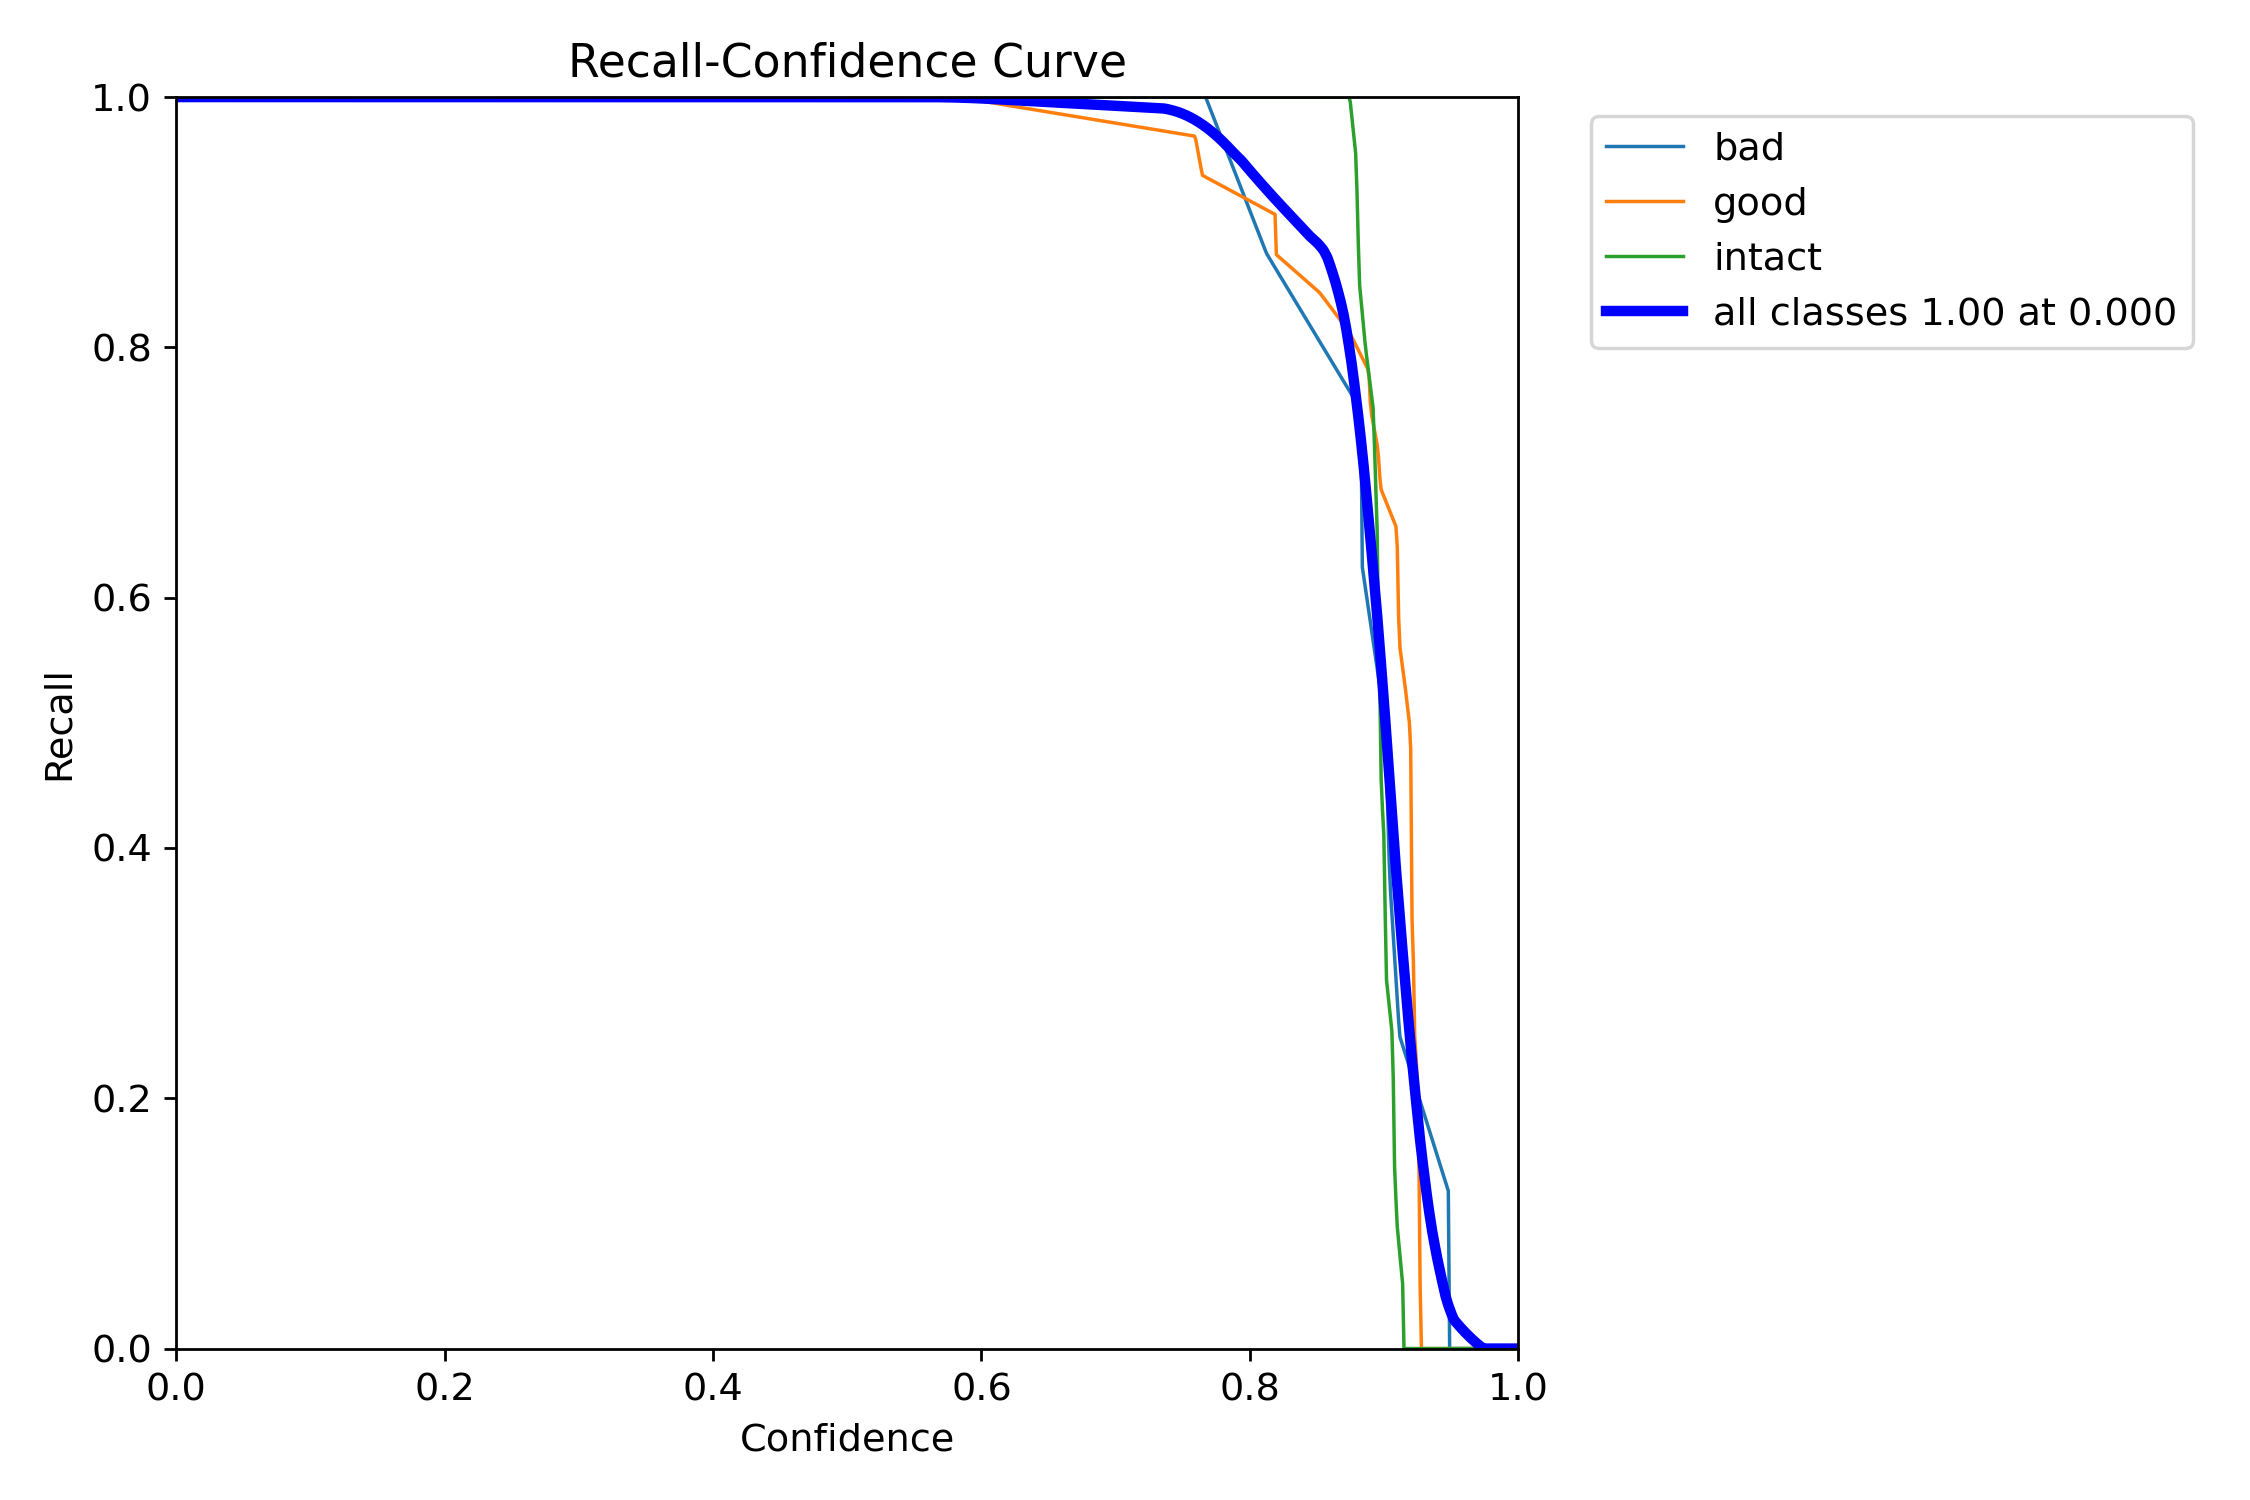 Recall-Confidence Curve
1.0
0.8
0.6
0.4
0.2
0.0
Recall
0.0 0.2 0.4 0.6 0.8 1.0
Confidence
bad
good
intact
all classes 1.00 at 0.000